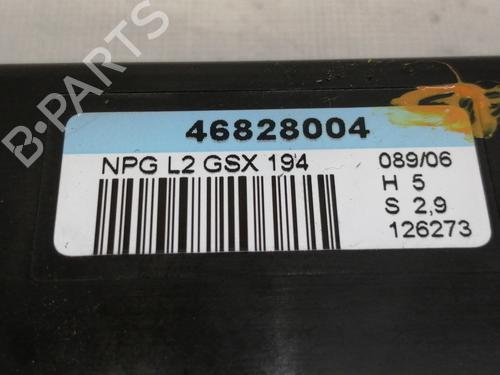 B-PARTS
46828004
NPG L2 GSX 194
089/06
H 5
S 2,9
126273